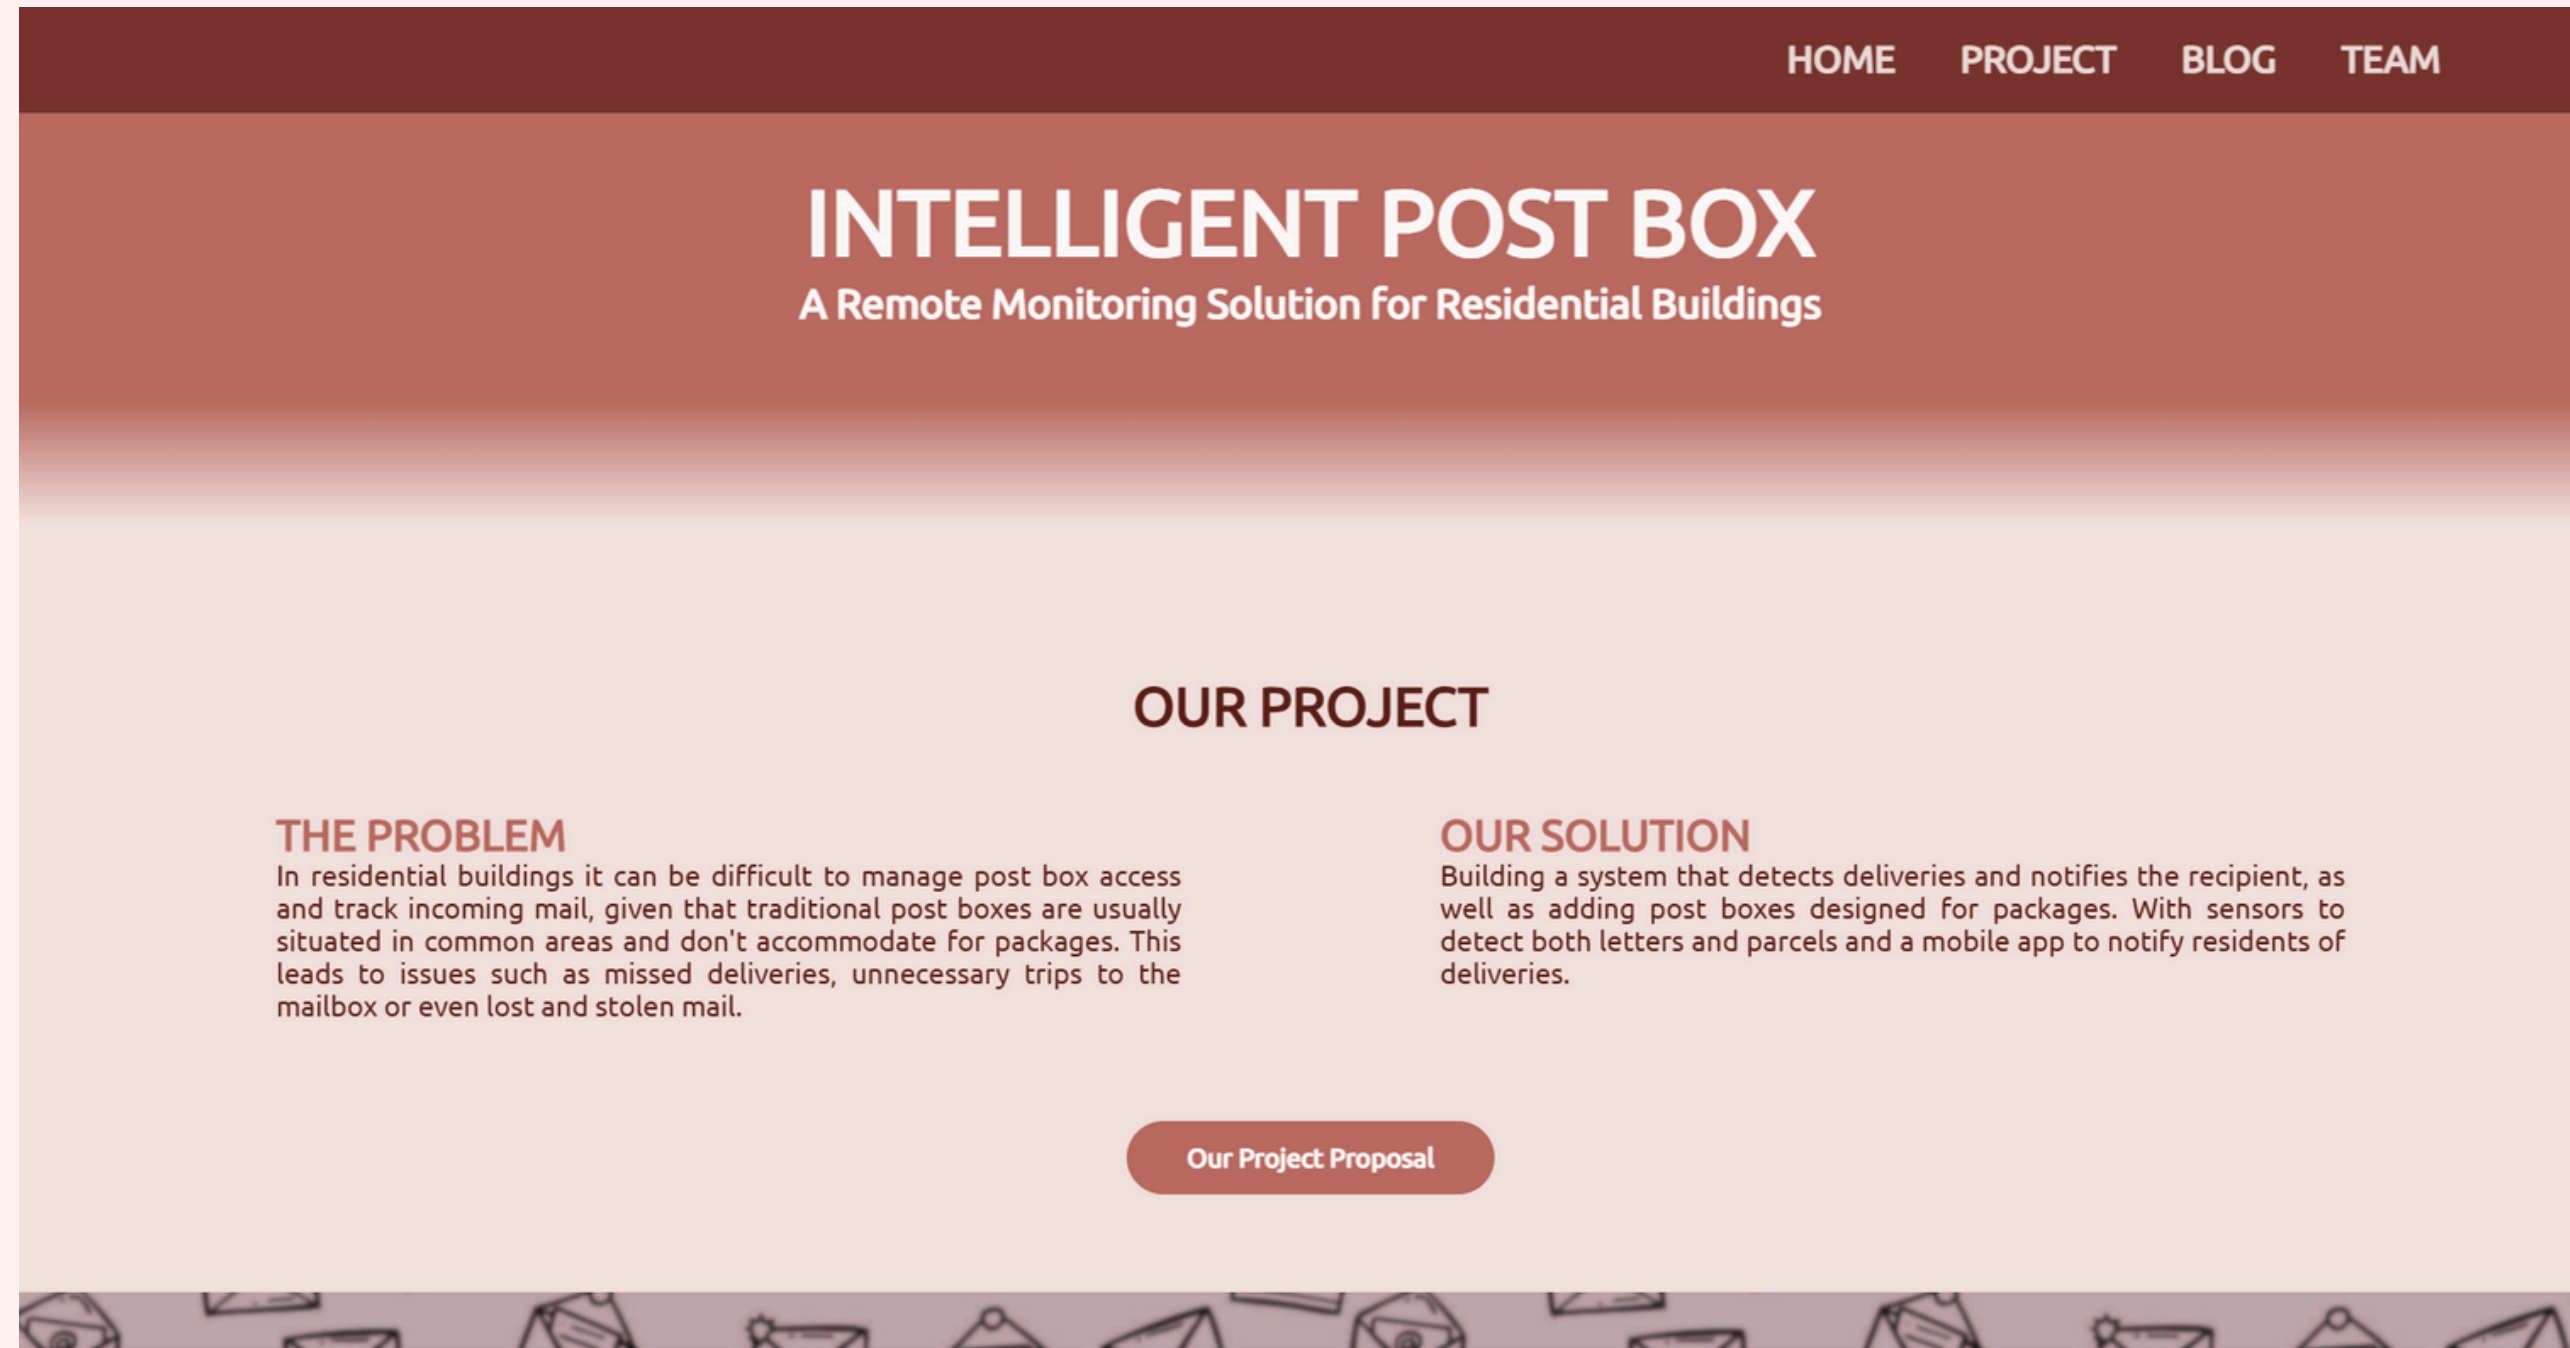 HOME PROJECT BLOG TEAM
INTELLIGENT POST BOX
A Remote Monitoring Solution for Residential Buildings
OUR PROJECT
THE PROBLEM
In residential buildings it can be difficult to manage post box access
and track incoming mail, given that traditional post boxes are usually
situated in common areas and don't accommodate for packages. This
leads to issues such as missed deliveries, unnecessary trips to the
mailbox or even lost and stolen mail.
OUR SOLUTION
Building a system that detects deliveries and notifies the recipient, as
well as adding post boxes designed for packages. With sensors to
detect both letters and parcels and a mobile app to notify residents of
deliveries.
Our Project Proposal